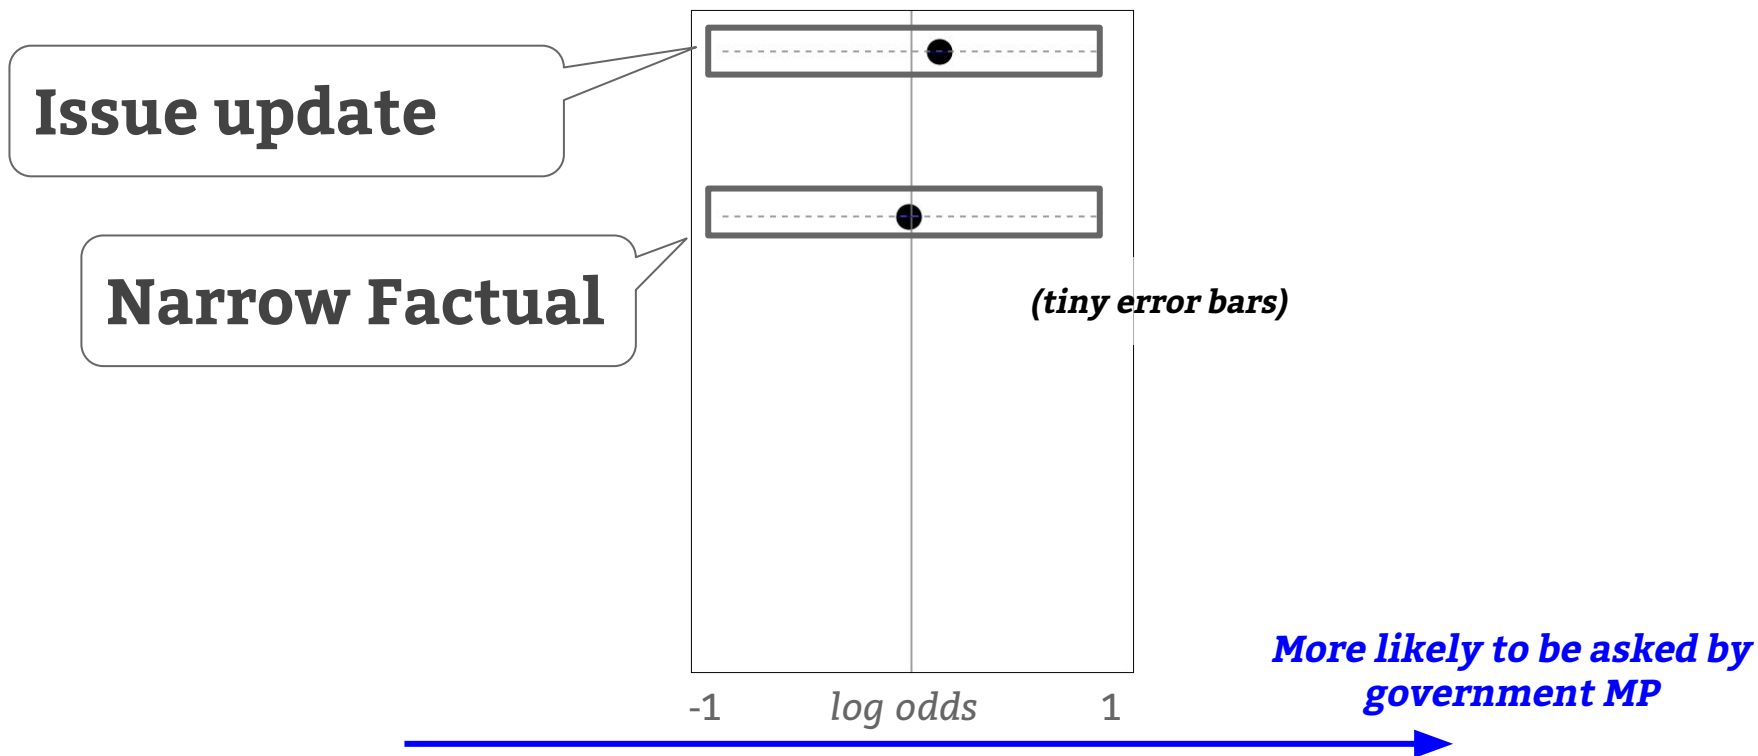 Issue update
Narrow Factual
(tiny error bars)
More likely to be asked by
government MP
-1 log odds 1